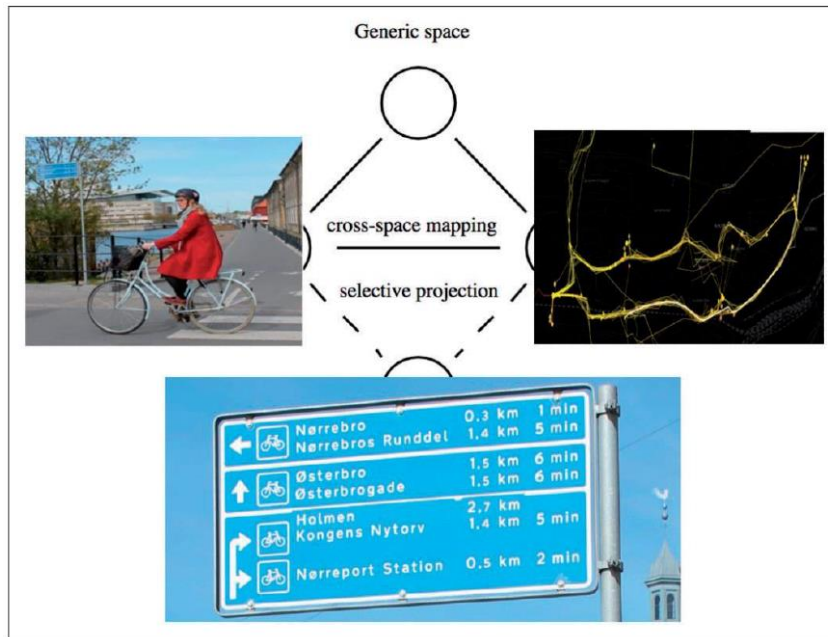 Generic space
cross-space mapping
selective projection
Nørrebro 0.3 km 1 min
Nørrebros Runddel 1.4 km 5 min
Østerbro 1.5 km 6 min
Østerbrogade 1.5 km 6 min
Holmen 2.7 km
Kongens Nytorv 1.4 km 5 min
Nørreport Station 0.5 km 2 min